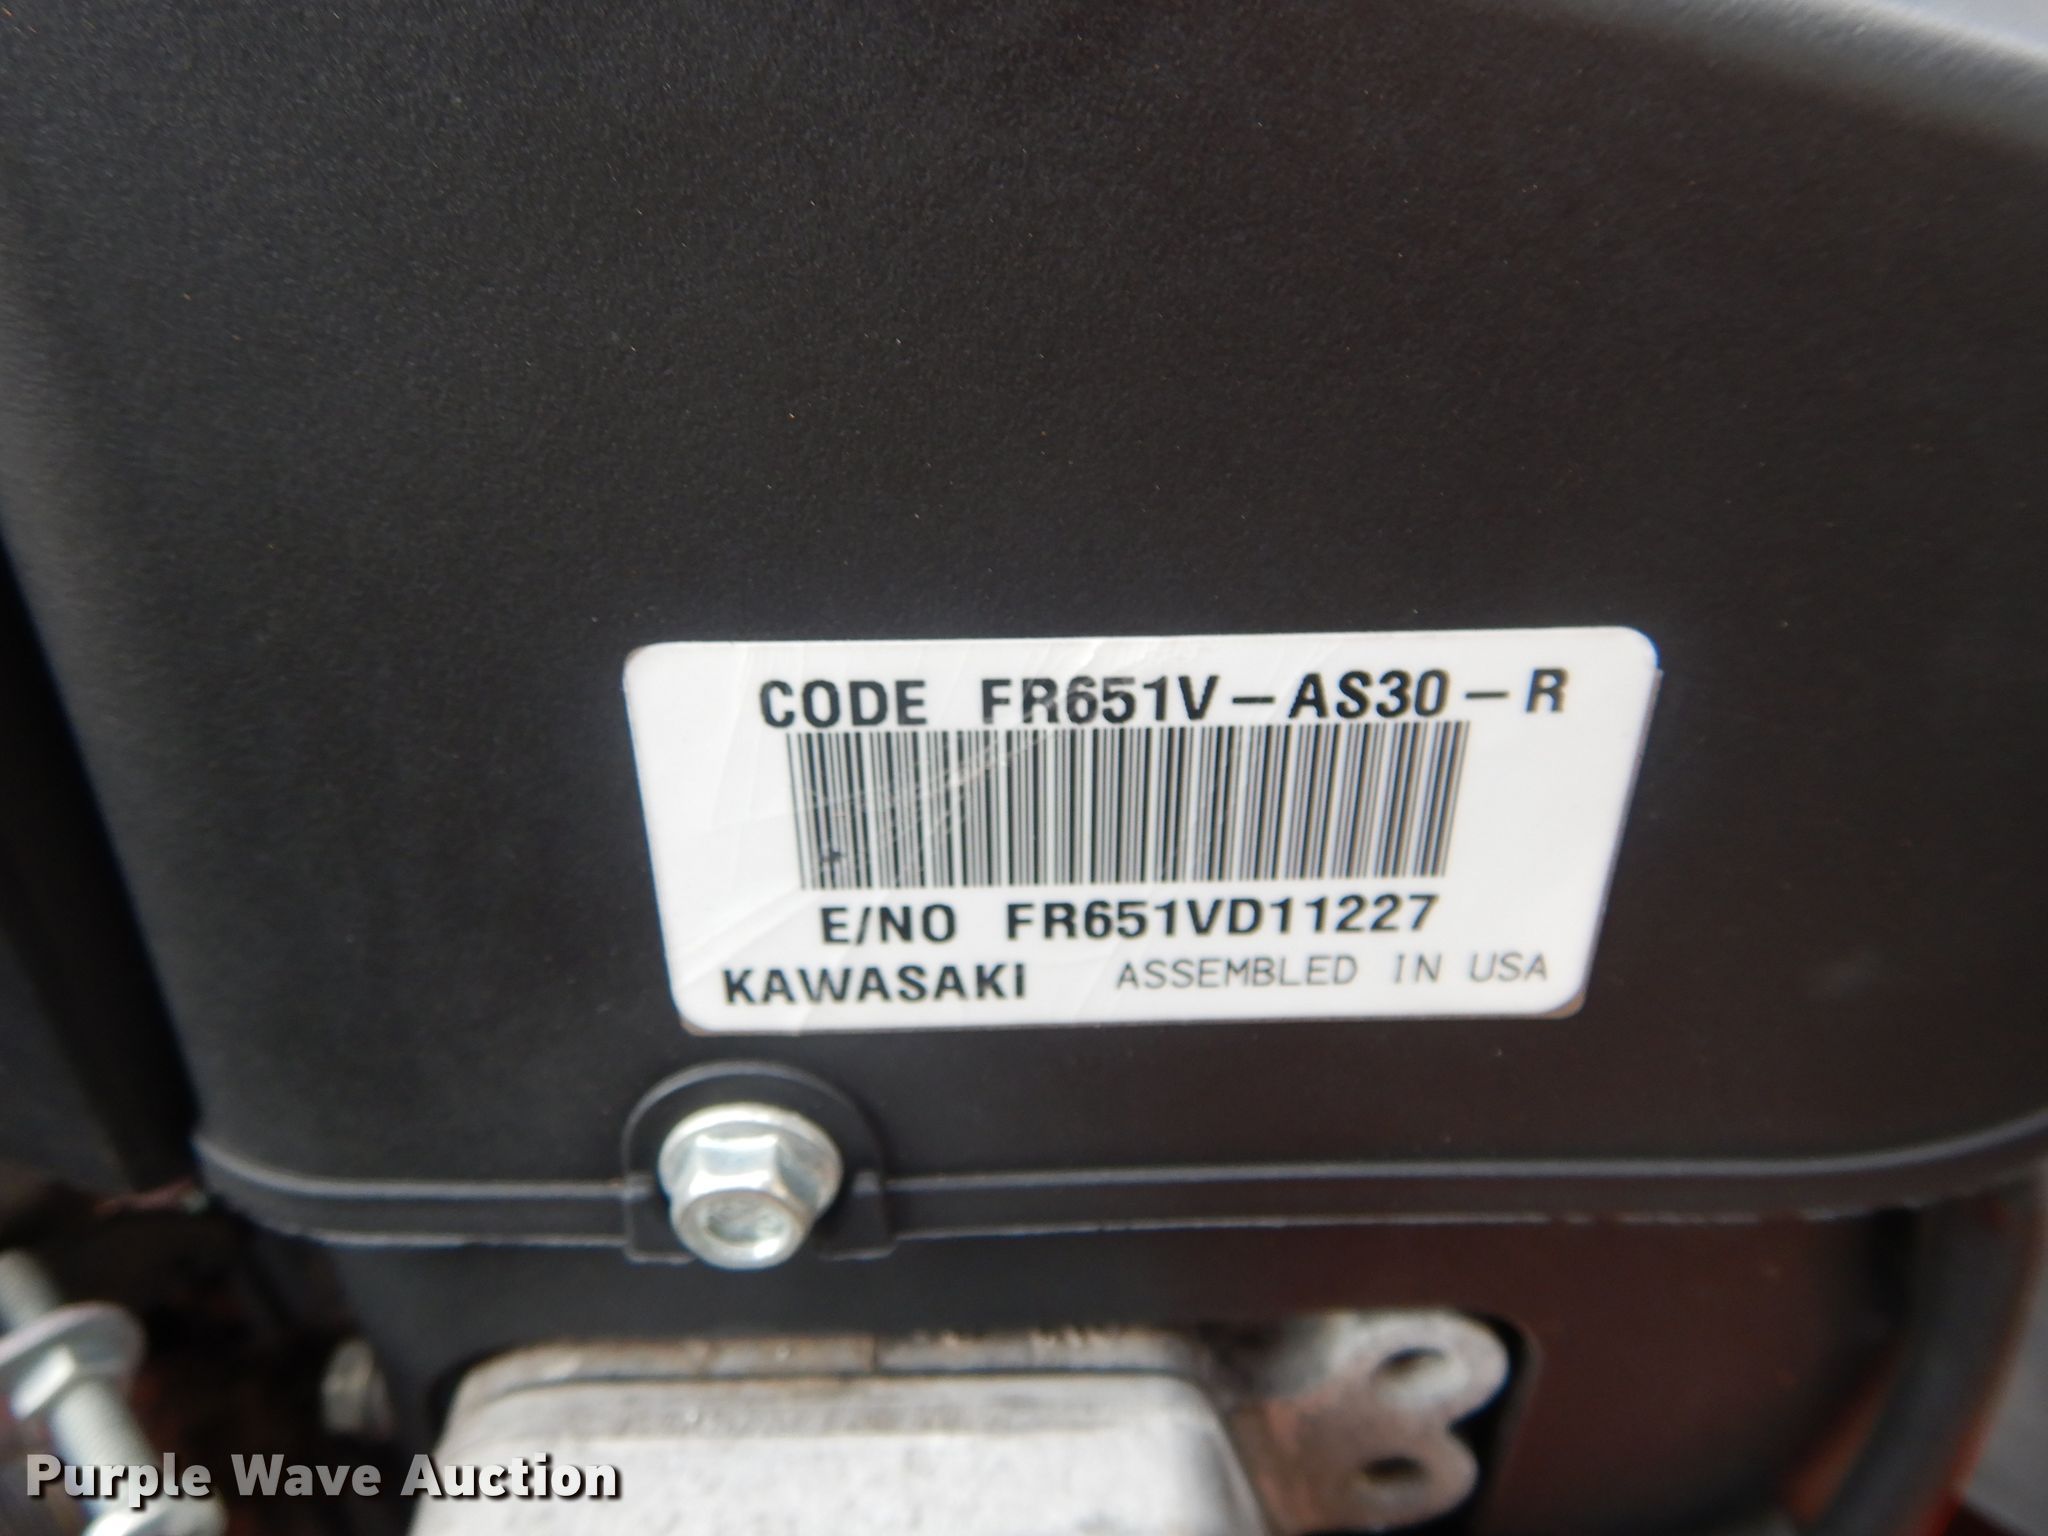 CODE FR651V-AS30-R
E/NO FR651VD11227
KAWASAKI ASSEMBLED IN USA
Purple Wave Auction